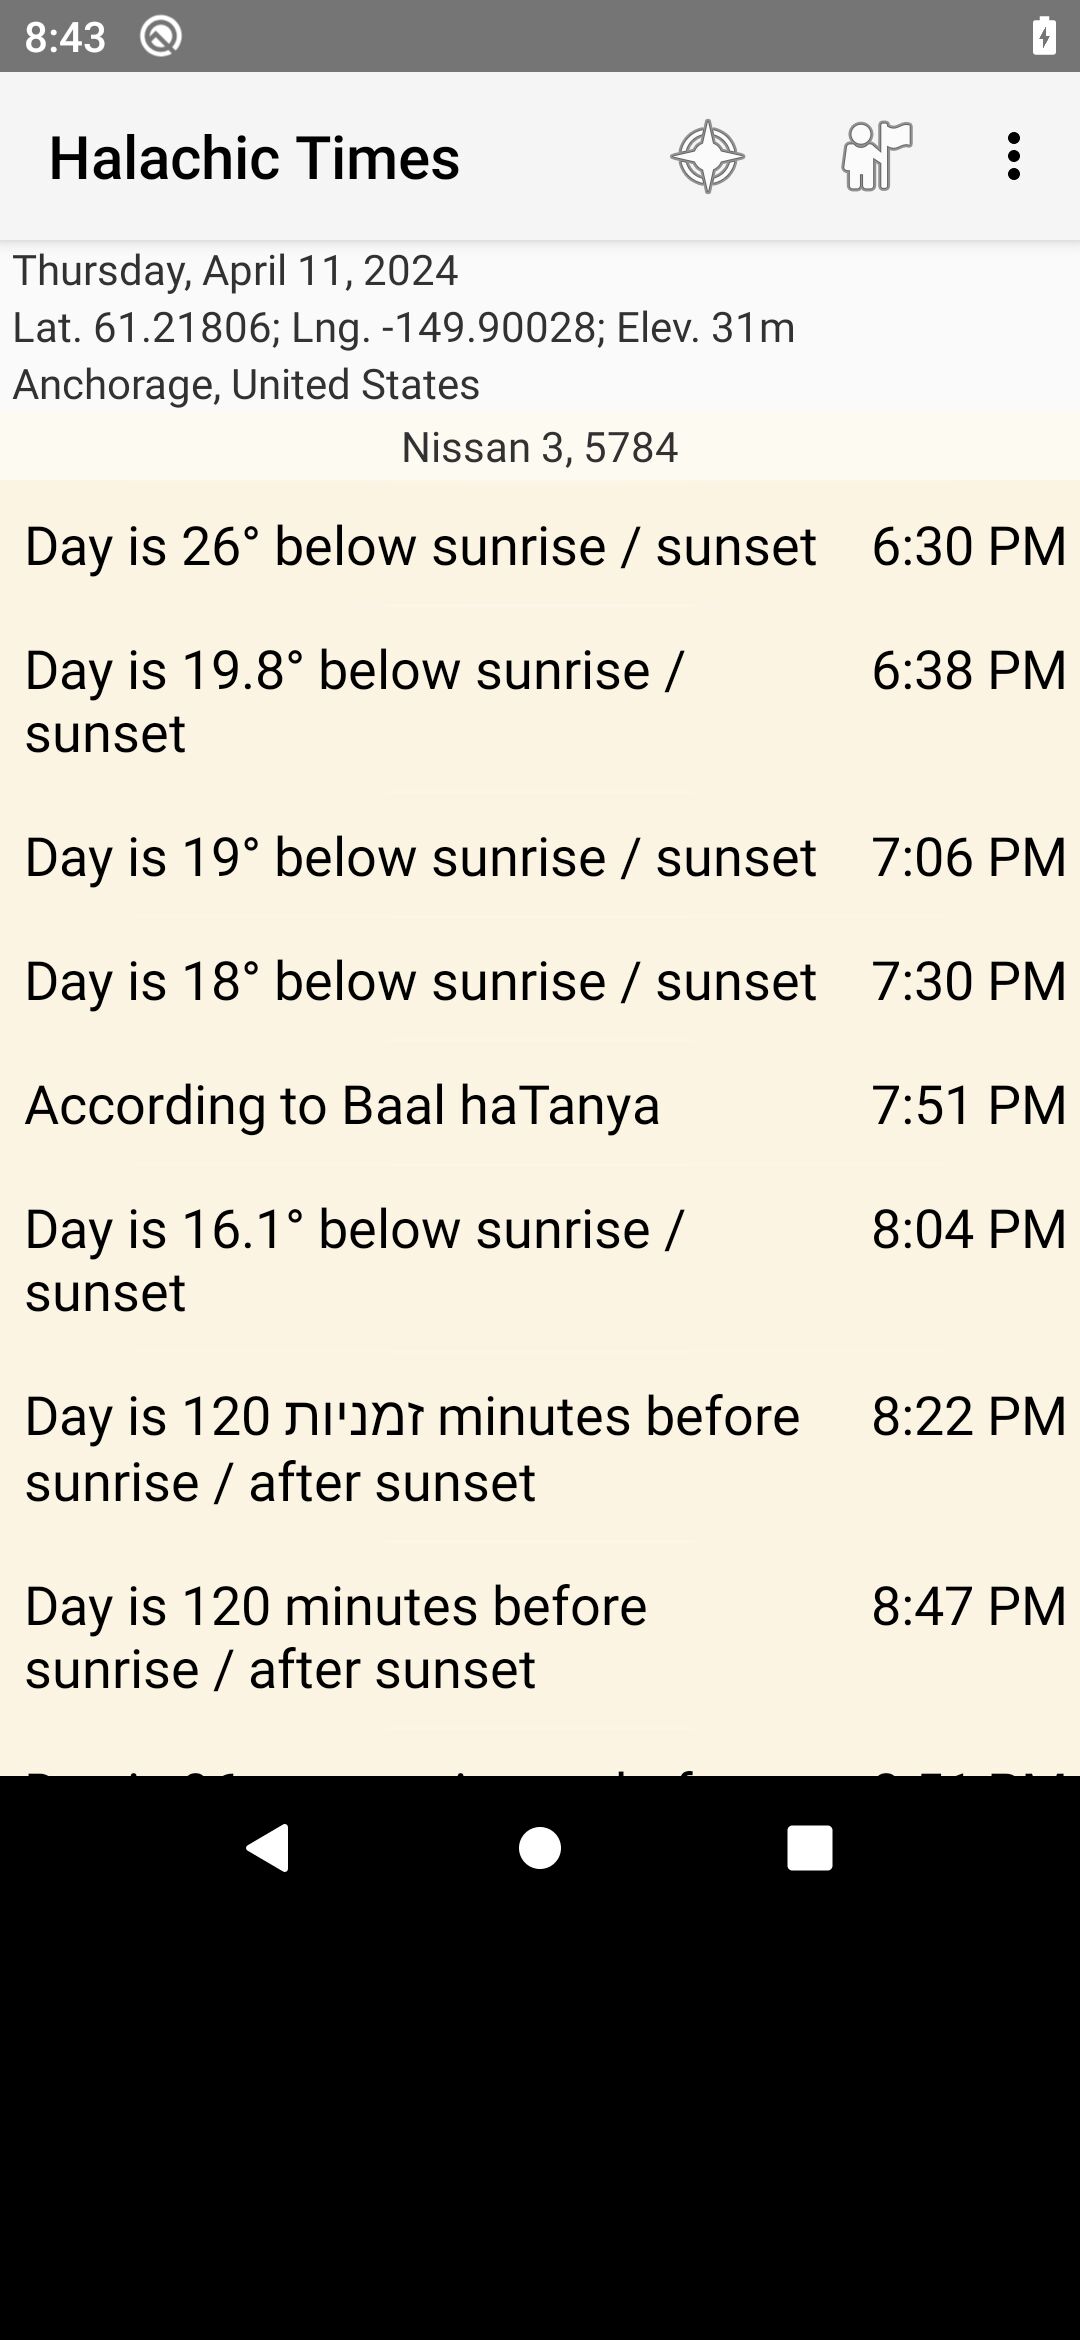 8:43
Halachic Times
Thursday, April 11, 2024
Lat. 61.21806; Lng. -149.90028; Elev. 31m
Anchorage, United States
Nissan 3, 5784
Day is 26° below sunrise / sunset 6:30 PM
Day is 19.8° below sunrise / 6:38 PM
sunset
Day is 19° below sunrise / sunset 7:06 PM
Day is 18° below sunrise / sunset 7:30 PM
According to Baal haTanya 7:51 PM
Day is 16.1° below sunrise / 8:04 PM
sunset
Day is 120 זמניות minutes before 8:22 PM
sunrise / after sunset
Day is 120 minutes before 8:47 PM
sunrise / after sunset